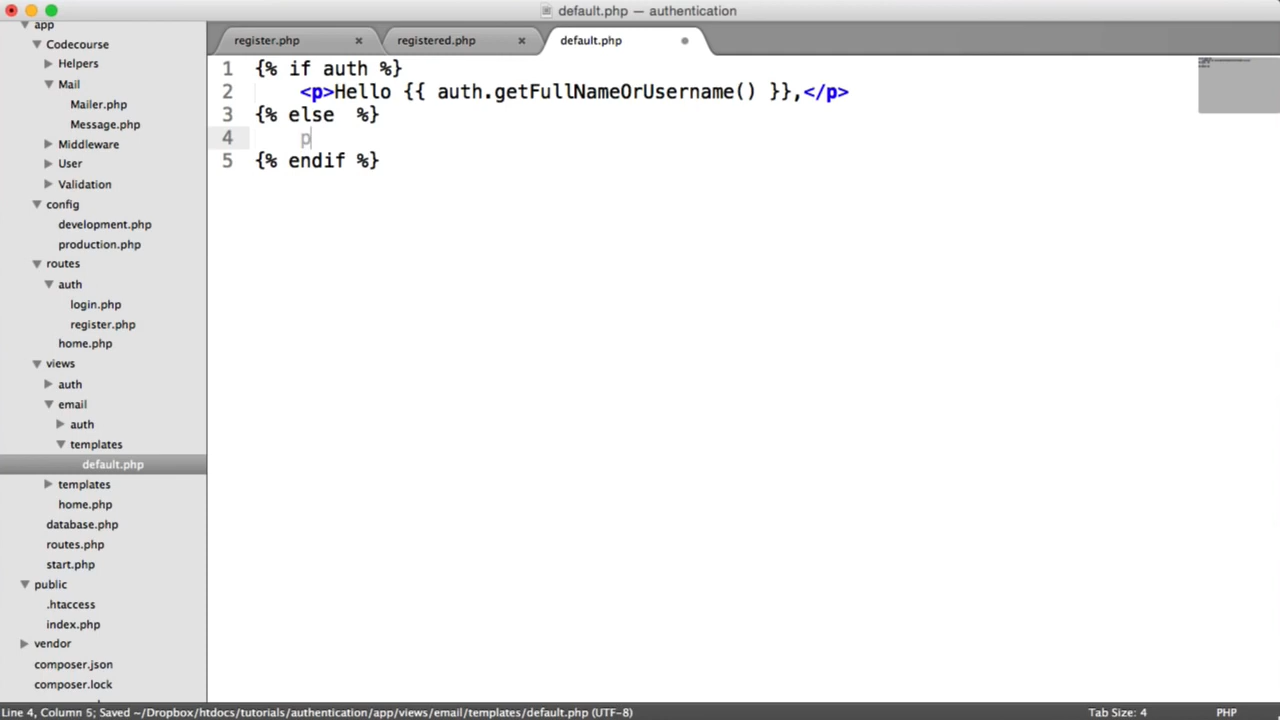 default.php — authentication
app
Codecourse
Helpers
Mail
Mailer.php
Message.php
Middleware
User
Validation
config
development.php
production.php
routes
auth
login.php
register.php
home.php
views
auth
email
auth
templates
default.php
templates
home.php
database.php
routes.php
start.php
public
.htaccess
index.php
vendor
composer.json
composer.lock
register.php ×
registered.php ×
default.php
1 {% if auth %}
2 <p>Hello {{ auth.getFullNameOrUsername() }},</p>
3 {% else  %}
4 p
5 {% endif %}
Line 4, Column 5; Saved ~/Dropbox/htdocs/tutorials/authentication/app/views/email/templates/default.php (UTF-8)
Tab Size: 4
PHP